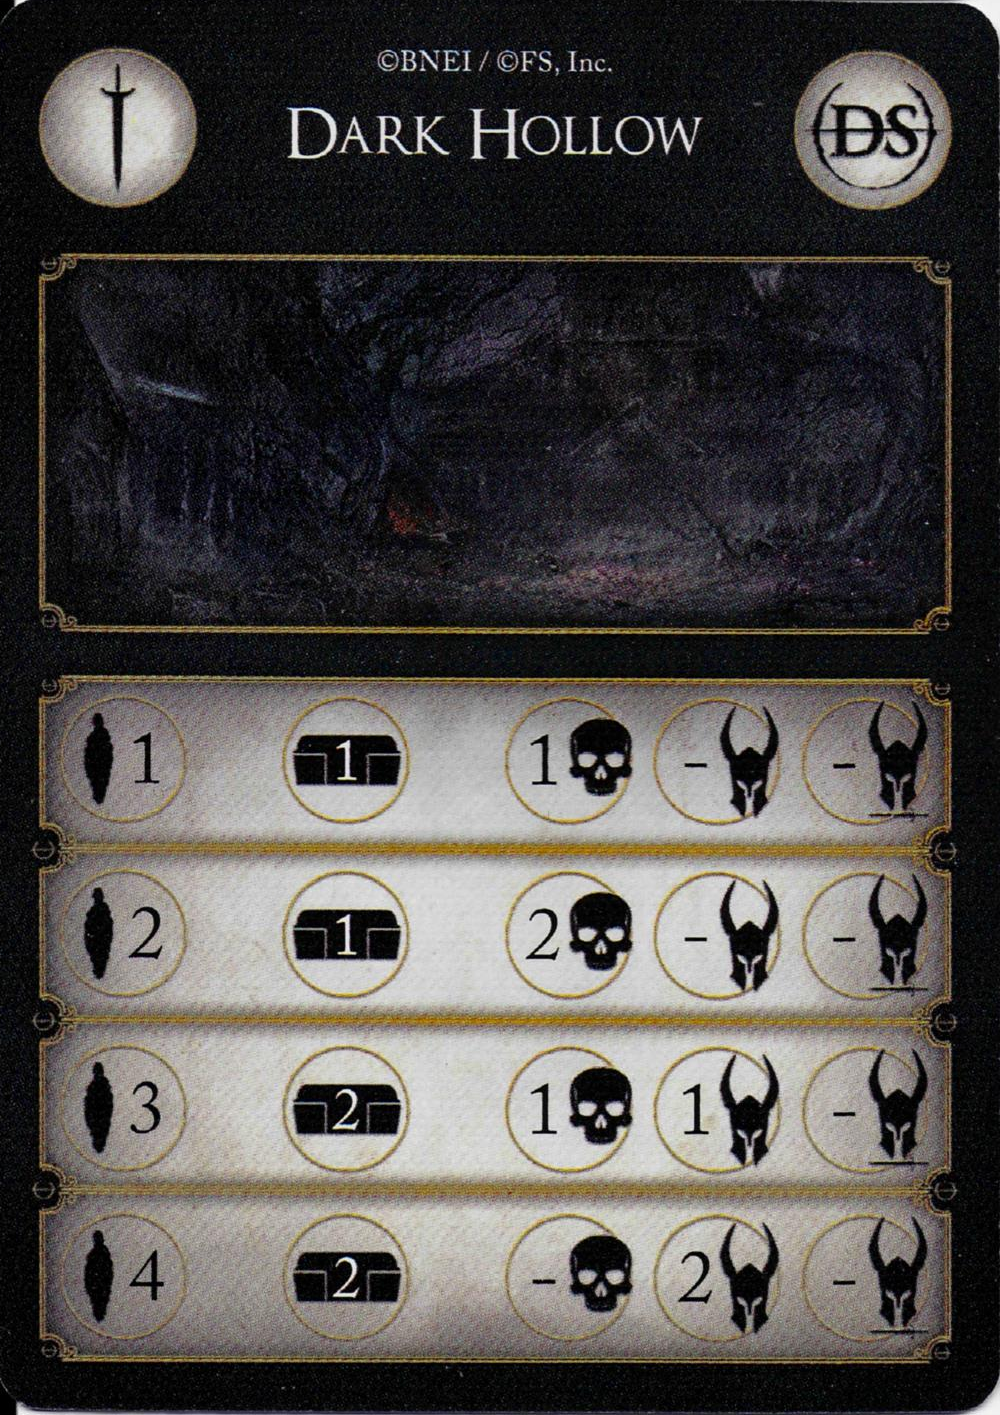 ©BNEI / ©FS, Inc.
DARK HOLLOW
DS
1 1 1 - -
2 1 2 - -
3 2 1 1 -
4 2 - 2 -